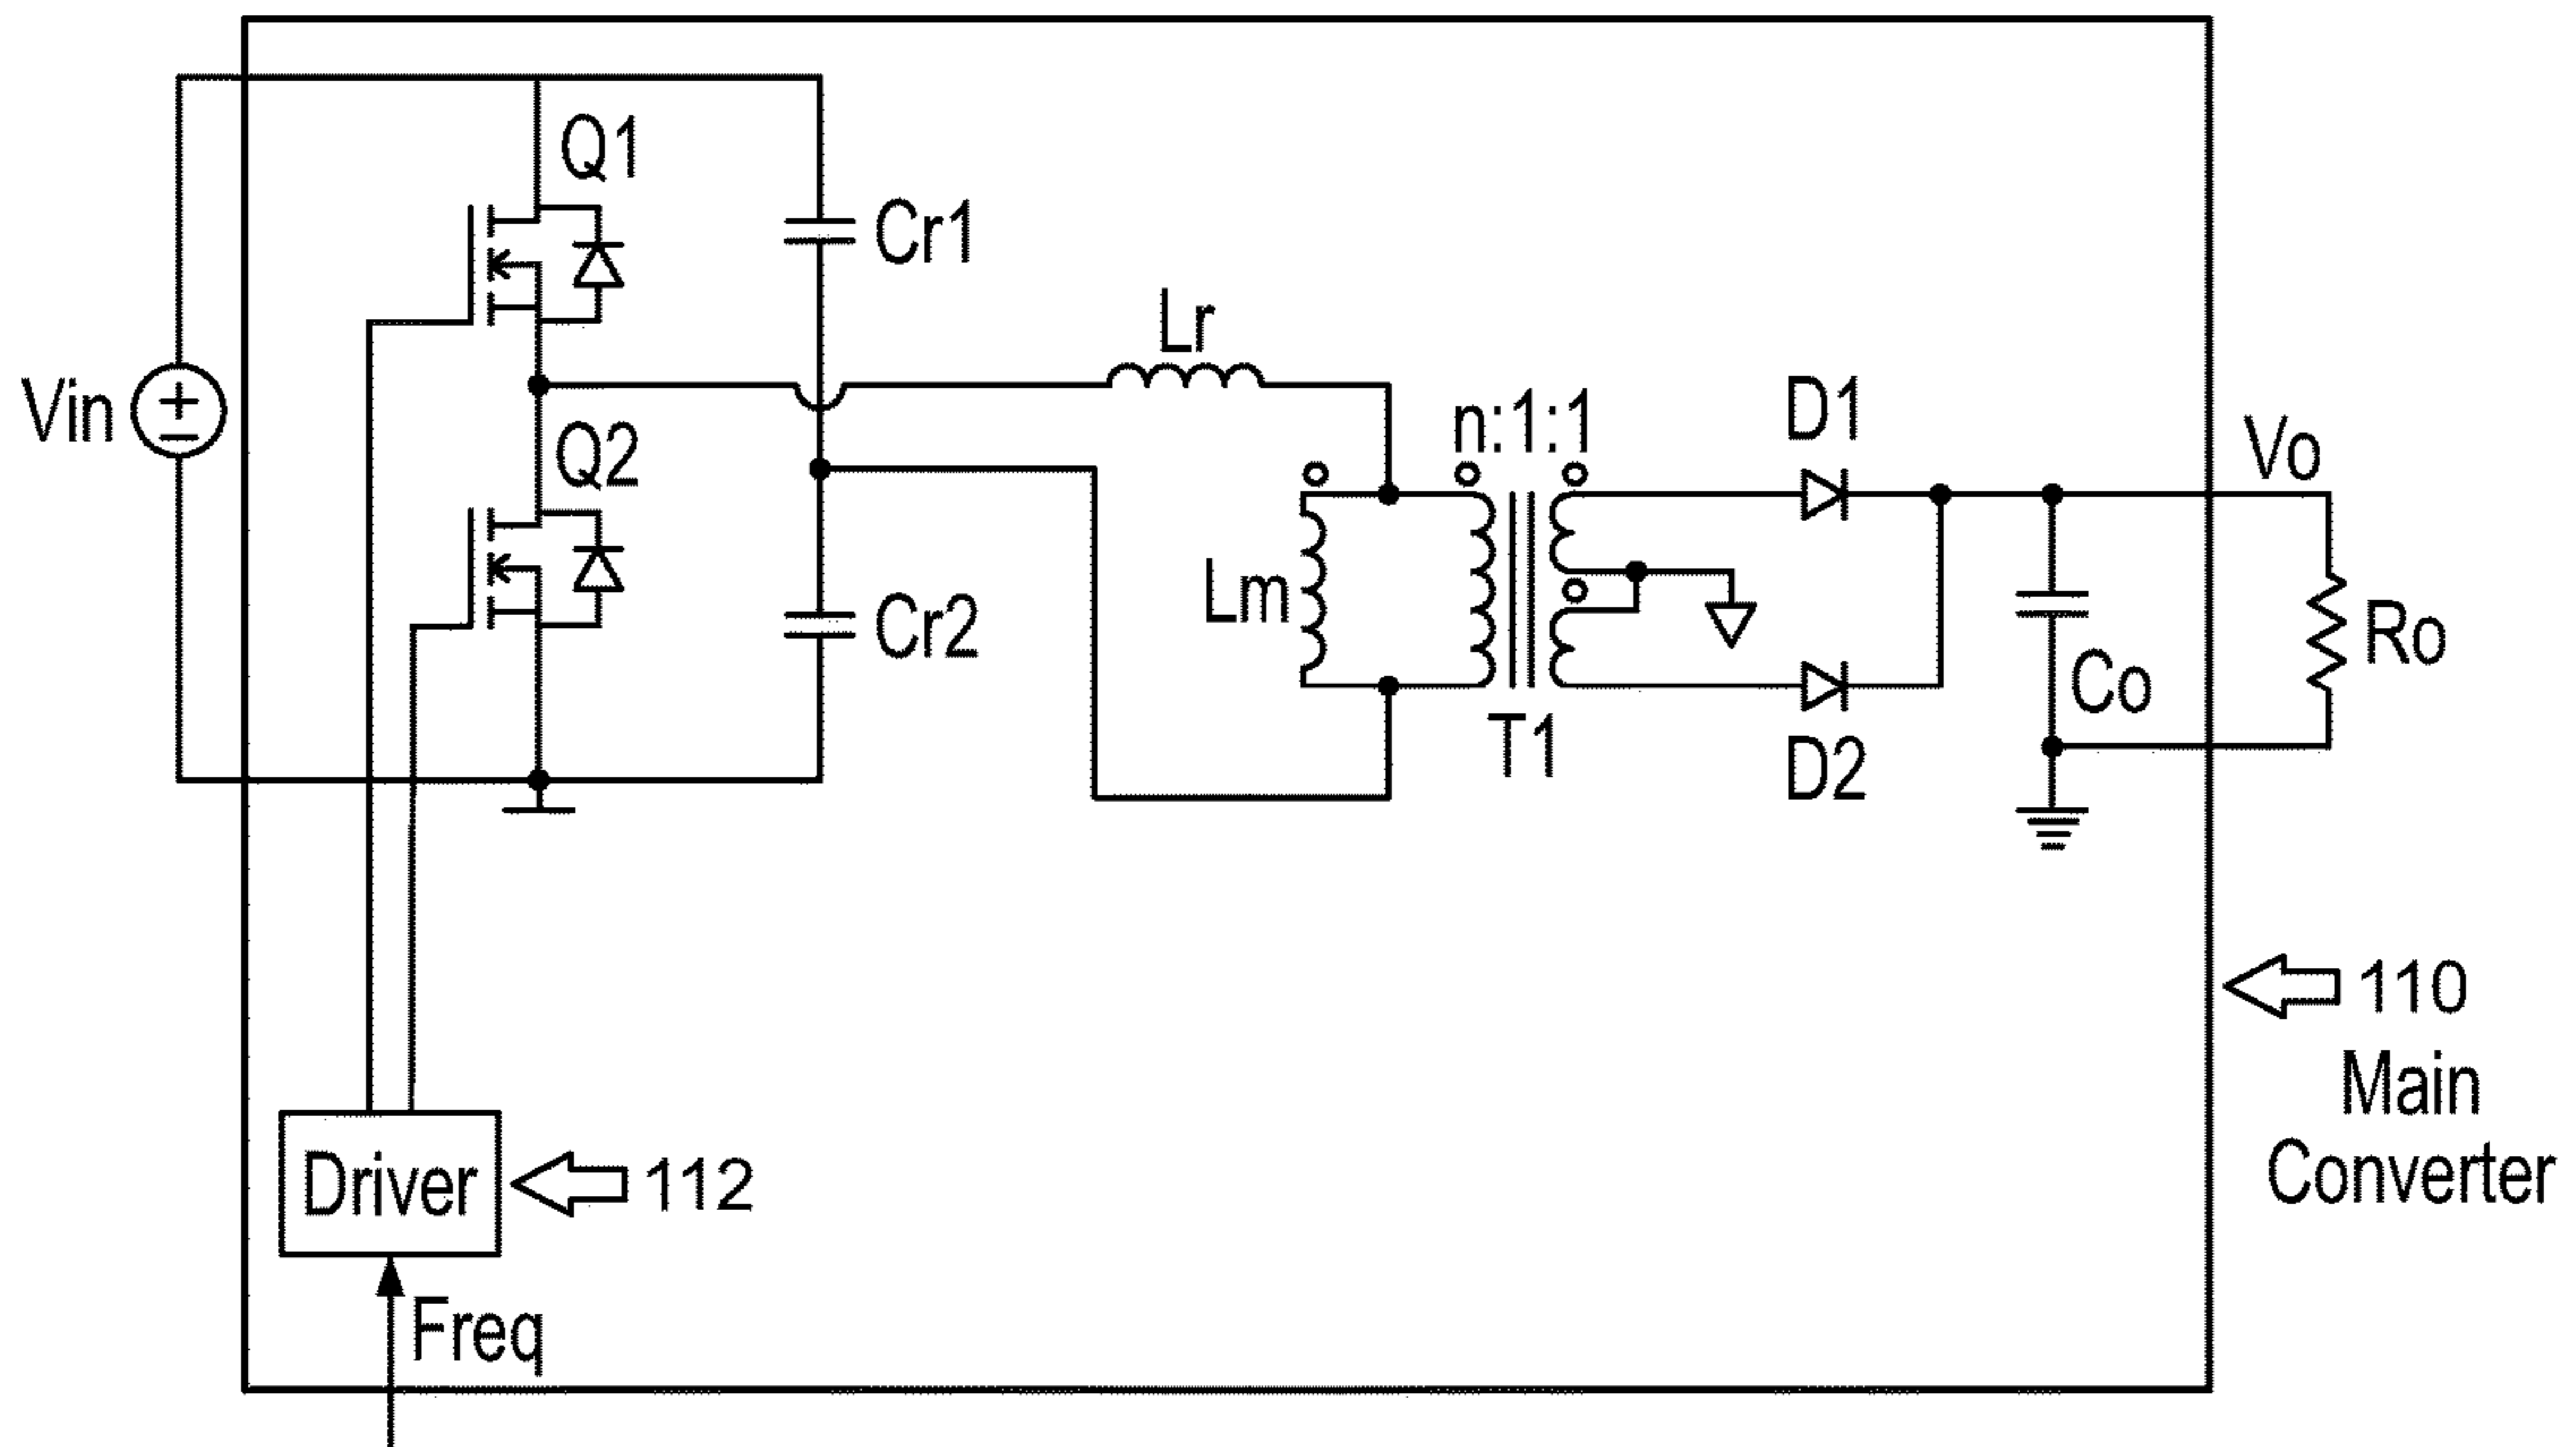 Q1
Cr1
Lr
Vin
n:1:1
D1
Vo
Q2
Lm
Cr2
Ro
Co
T1
D2
110
Main
Converter
Driver
112
Freq